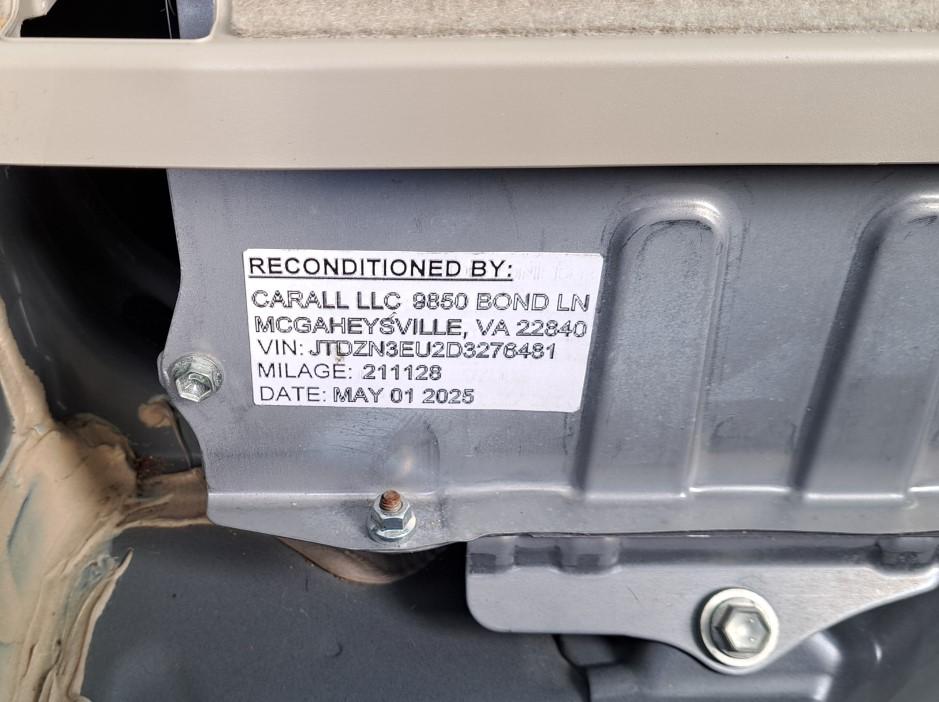 RECONDITIONED BY:
CARALL LLC 9850 BOND LN
MCGAHEYSVILLE, VA 22840
VIN: JTDZN3EU2D3276481
MILAGE: 211128
DATE: MAY 01 2025